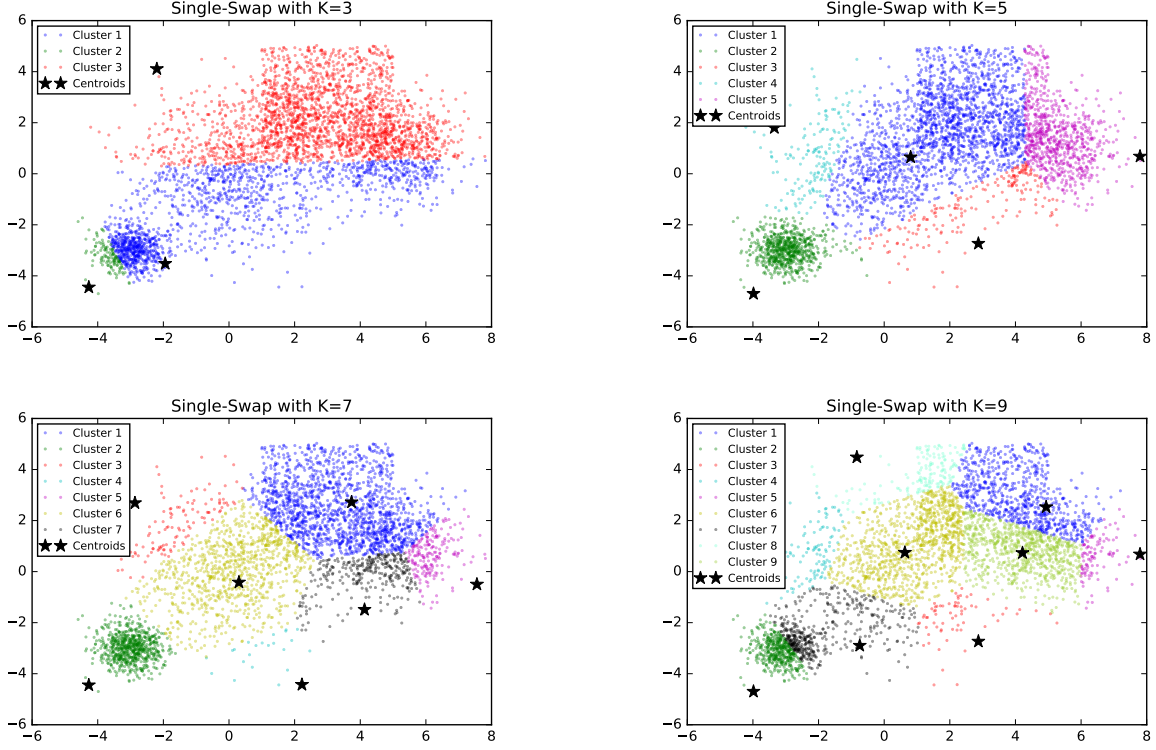 Single-Swap with K=3
6
4
2
0
−2
−4
−6
−6
−4
−2
0
2
4
6
8
Cluster 1
Cluster 2
Cluster 3
Centroids
Single-Swap with K=5
6
4
2
0
−2
−4
−6
−6
−4
−2
0
2
4
6
8
Cluster 1
Cluster 2
Cluster 3
Cluster 4
Cluster 5
Centroids
Single-Swap with K=7
6
4
2
0
−2
−4
−6
−6
−4
−2
0
2
4
6
8
Cluster 1
Cluster 2
Cluster 3
Cluster 4
Cluster 5
Cluster 6
Cluster 7
Centroids
Single-Swap with K=9
6
4
2
0
−2
−4
−6
−6
−4
−2
0
2
4
6
8
Cluster 1
Cluster 2
Cluster 3
Cluster 4
Cluster 5
Cluster 6
Cluster 7
Cluster 8
Cluster 9
Centroids